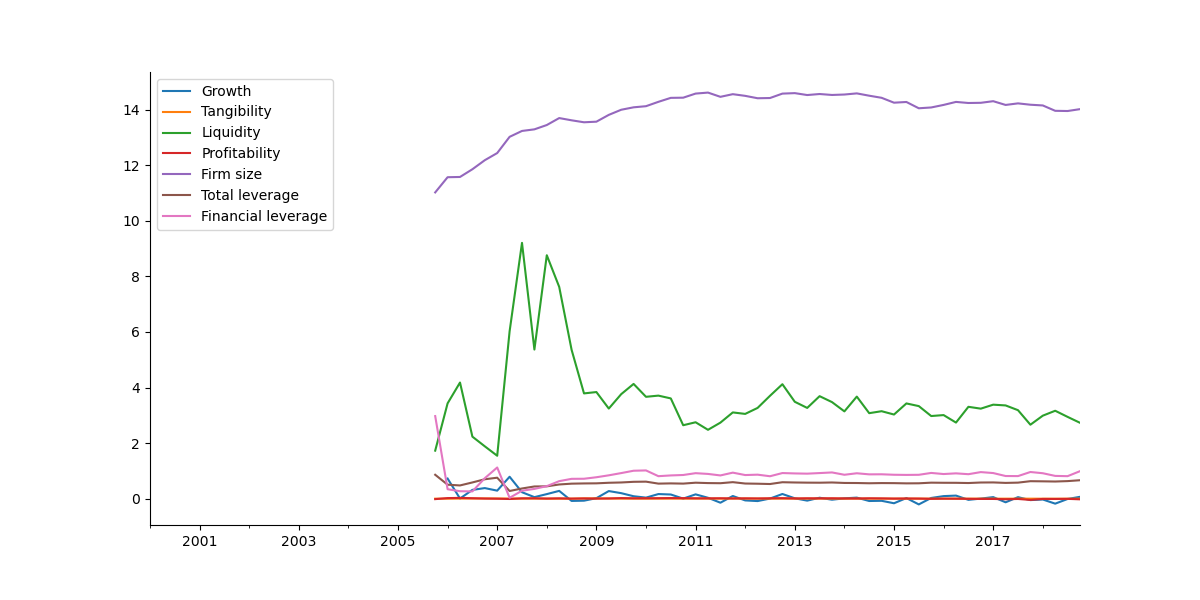 Growth
Tangibility
Liquidity
Profitability
Firm size
Total leverage
Financial leverage
14
12
10
8
6
4
2
0
2001 2003 2005 2007 2009 2011 2013 2015 2017